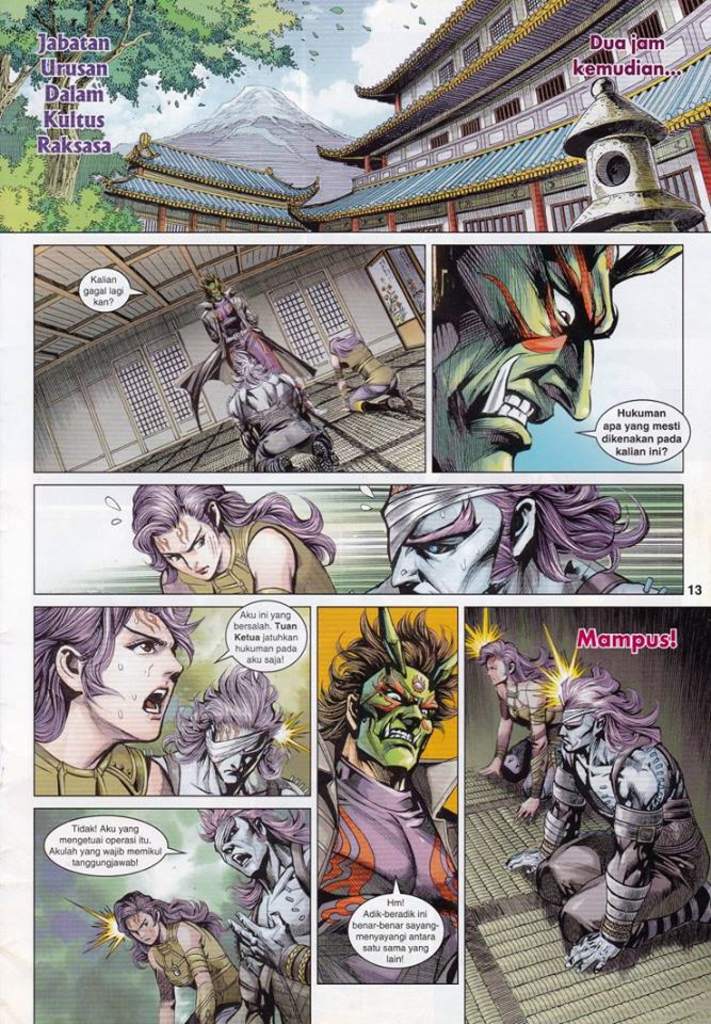 Jabatan
Urusan
Dalam
Kultus
Raksasa
Dua jam
kemudian...
Kalian
gagal lagi
kan?
Hukuman
apa yang mesti
dikenakan pada
kalian ini?
13
Aku ini yang
bersalah. Tuan
Ketua jatuhkan
hukuman pada
aku saja!
Tidak! Aku yang
mengetuai operasi itu.
Akulah yang wajib memikul
tanggungjawab!
Hm!
Adik-beradik ini
benar-benar sayang-
menyayangi antara
satu sama yang
lain!
Mampus!